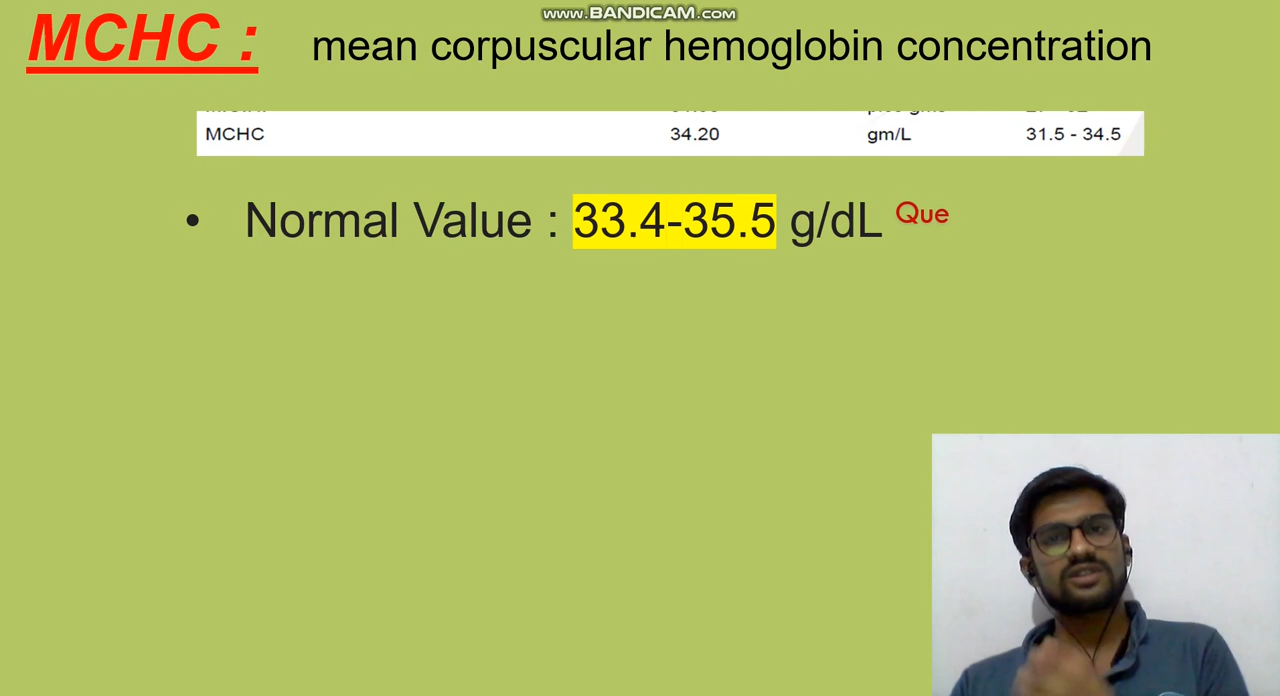 www.BANDICAM.com
MCHC : mean corpuscular hemoglobin concentration
MCHC 34.20 gm/L 31.5 - 34.5
• Normal Value : 33.4-35.5 g/dL Que